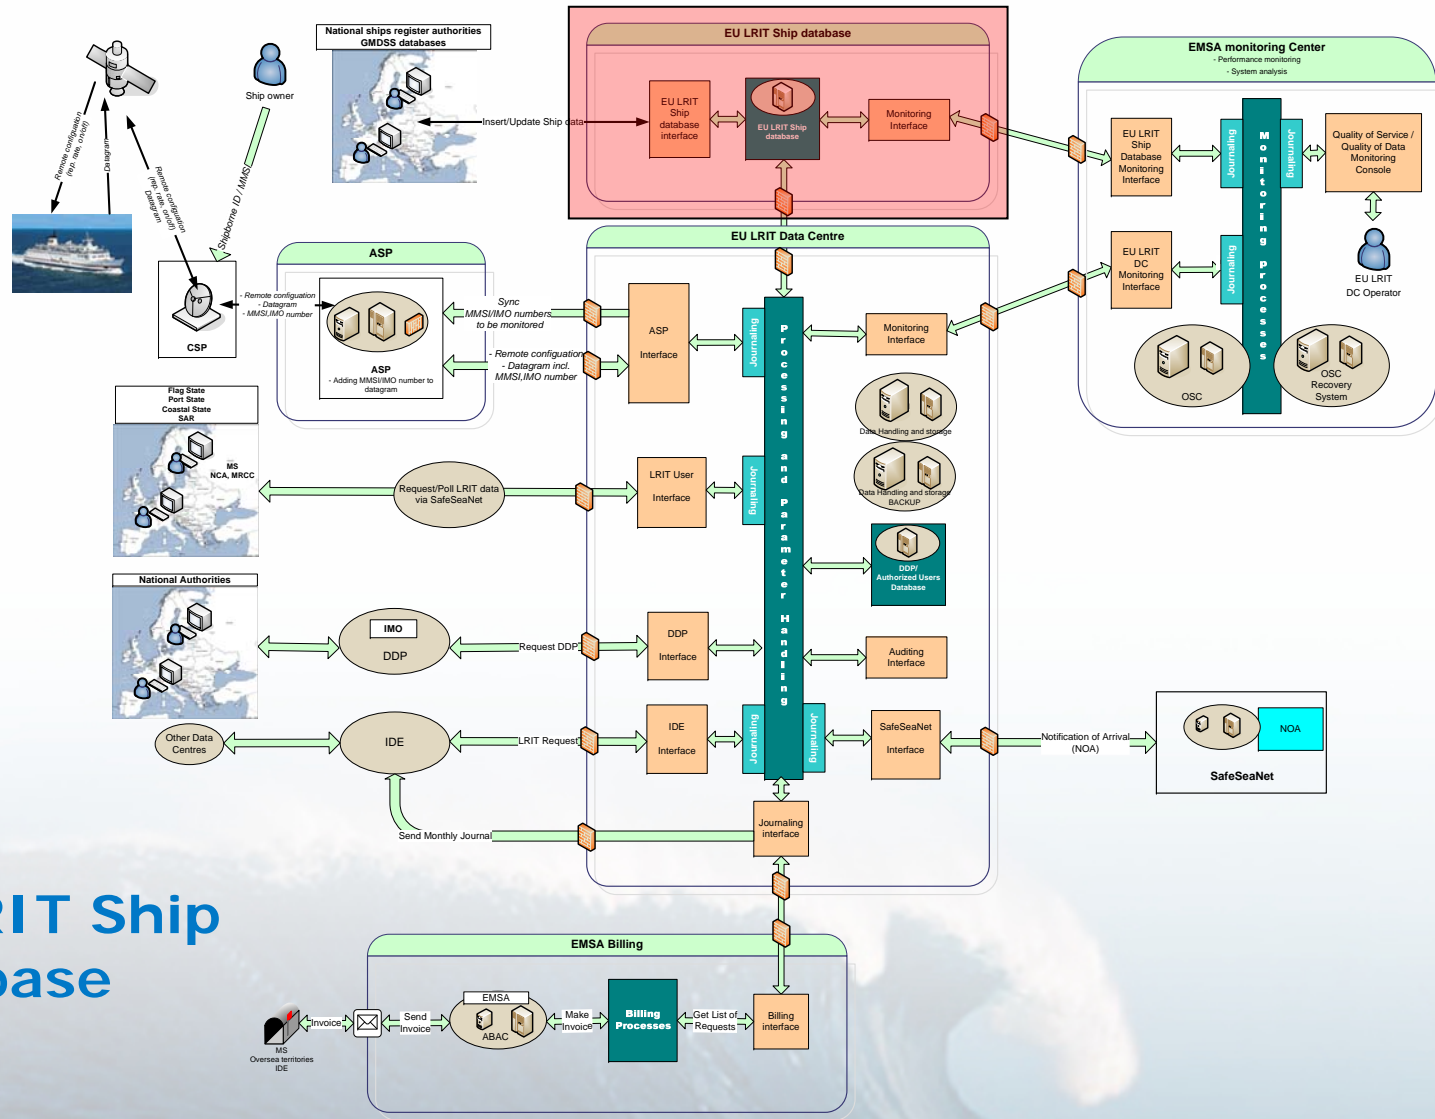 National ships register authorities
GMDSS databases
Ship owner
Remote configuation
(rep. rate, on/off)
Datagram
Remote configuation
(rep. rate, on/off)
Datagram
Shipborne ID / MMSI
Insert/Update Ship data
EU LRIT Ship database
EU LRIT
Ship
database
interface
EU LRIT Ship
database
Monitoring
Interface
EMSA monitoring Center
- Performance monitoring
- System analysis
EU LRIT
Ship
Database
Monitoring
Interface
Journaling
Monitoring processes
Journaling
Quality of Service /
Quality of Data
Monitoring
Console
EU LRIT
DC Operator
EU LRIT
DC
Monitoring
Interface
Journaling
OSC
OSC
Recovery
System
CSP
- Remote configuation
- Datagram
- MMSI,IMO number
ASP
ASP
- Adding MMSI/IMO number to
datagram
Sync
MMSI/IMO numbers
to be monitored
- Remote configuation
- Datagram incl.
MMSI,IMO number
EU LRIT Data Centre
ASP
Interface
Journaling
Processing and Parameter Handling
Monitoring
Interface
Data Handling and storage
Data Handling and storage
BACKUP
Flag State
Port State
Coastal State
SAR
MS
NCA, MRCC
Request/Poll LRIT data
via SafeSeaNet
LRIT User
Interface
Journaling
DDP/
Authorized Users
Database
National Authorities
IMO
DDP
Request DDP
DDP
Interface
Auditing
Interface
Other Data
Centres
IDE
LRIT Request
IDE
Interface
Journaling
Journaling
SafeSeaNet
Interface
Notification of Arrival
(NOA)
NOA
SafeSeaNet
Send Monthly Journal
Journaling
interface
RIT Ship
base
EMSA Billing
MS
Oversea territories
IDE
Invoice
Send
Invoice
EMSA
ABAC
Make
Invoice
Billing
Processes
Get List of
Requests
Billing
interface